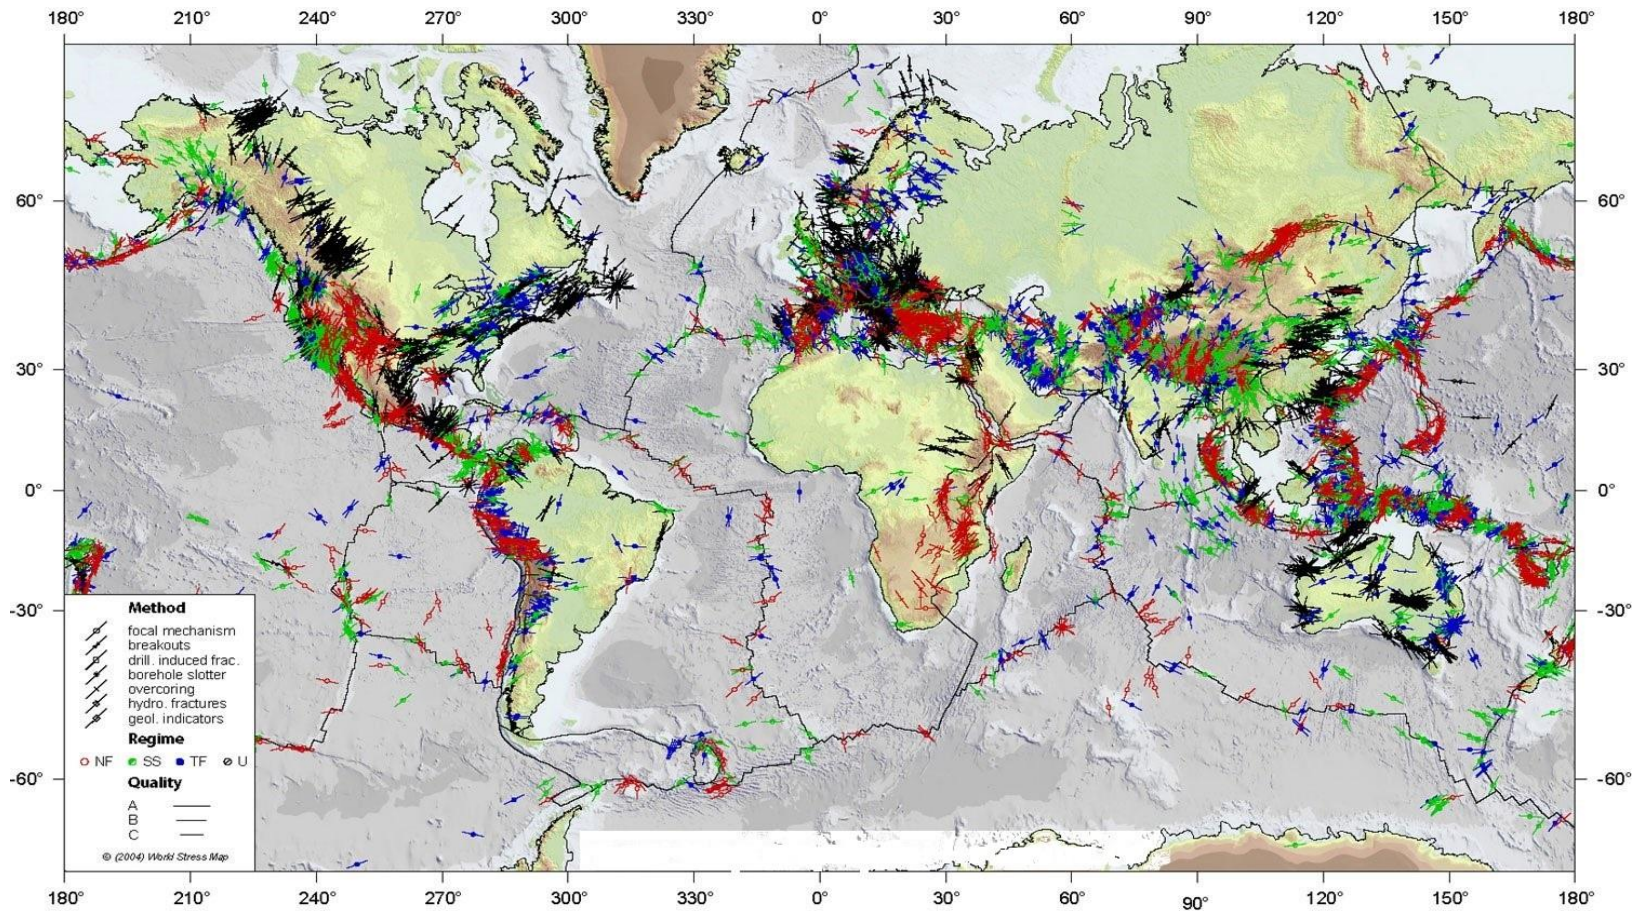 180° 210° 240° 270° 300° 330° 0° 30° 60° 90° 120° 150° 180°
60° 60°
30° 30°
0° 0°
-30° -30°
Method
focal mechanism
breakouts
drill. induced frac.
borehole slotter
overcoring
hydro. fractures
geol. indicators
Regime
NF SS TF U
-60° -60°
Quality
A
B
C
© (2004) World Stress Map
180° 210° 240° 270° 300° 330° 0° 30° 60° 90° 120° 150° 180°